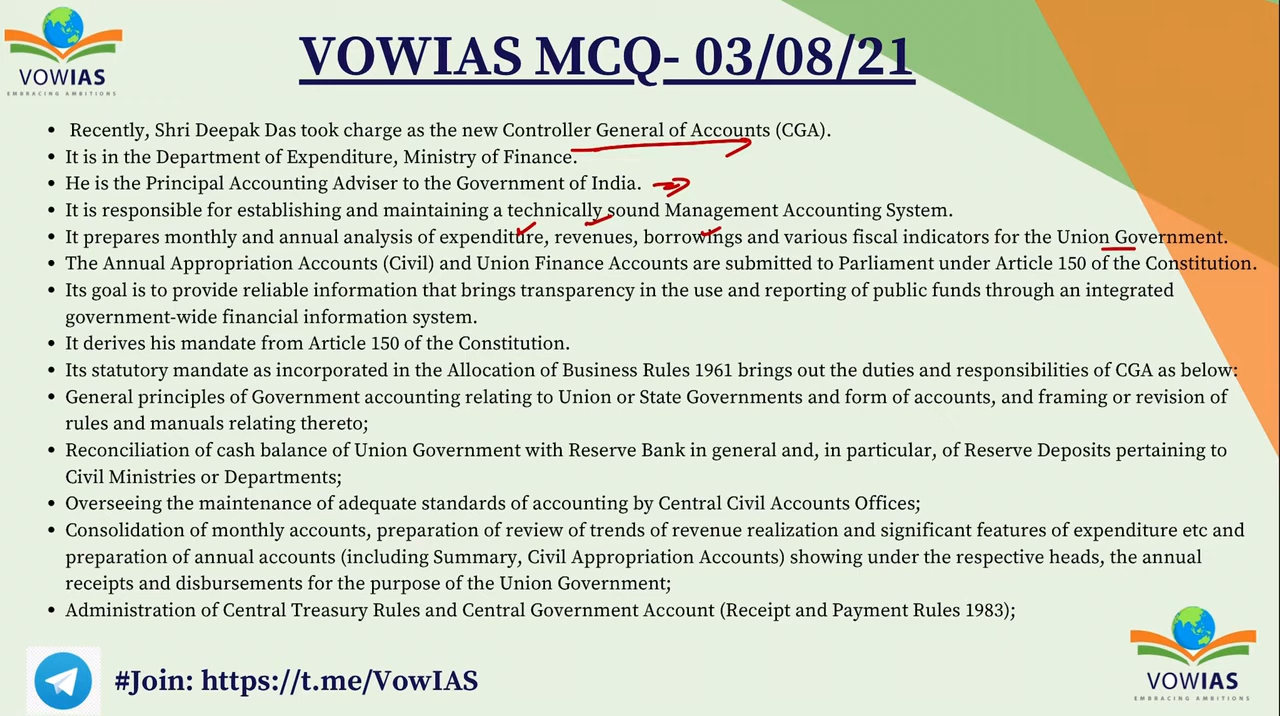 VOWIAS
EMBRACING AMBITIONS
VOWIAS MCQ- 03/08/21
• Recently, Shri Deepak Das took charge as the new Controller General of Accounts (CGA).
• It is in the Department of Expenditure, Ministry of Finance.
• He is the Principal Accounting Adviser to the Government of India.
• It is responsible for establishing and maintaining a technically sound Management Accounting System.
• It prepares monthly and annual analysis of expenditure, revenues, borrowings and various fiscal indicators for the Union Government.
• The Annual Appropriation Accounts (Civil) and Union Finance Accounts are submitted to Parliament under Article 150 of the Constitution.
• Its goal is to provide reliable information that brings transparency in the use and reporting of public funds through an integrated
government-wide financial information system.
• It derives his mandate from Article 150 of the Constitution.
• Its statutory mandate as incorporated in the Allocation of Business Rules 1961 brings out the duties and responsibilities of CGA as below:
• General principles of Government accounting relating to Union or State Governments and form of accounts, and framing or revision of
rules and manuals relating thereto;
• Reconciliation of cash balance of Union Government with Reserve Bank in general and, in particular, of Reserve Deposits pertaining to
Civil Ministries or Departments;
• Overseeing the maintenance of adequate standards of accounting by Central Civil Accounts Offices;
• Consolidation of monthly accounts, preparation of review of trends of revenue realization and significant features of expenditure etc and
preparation of annual accounts (including Summary, Civil Appropriation Accounts) showing under the respective heads, the annual
receipts and disbursements for the purpose of the Union Government;
• Administration of Central Treasury Rules and Central Government Account (Receipt and Payment Rules 1983);
#Join: https://t.me/VowIAS
VOWIAS
EMBRACING AMBITIONS